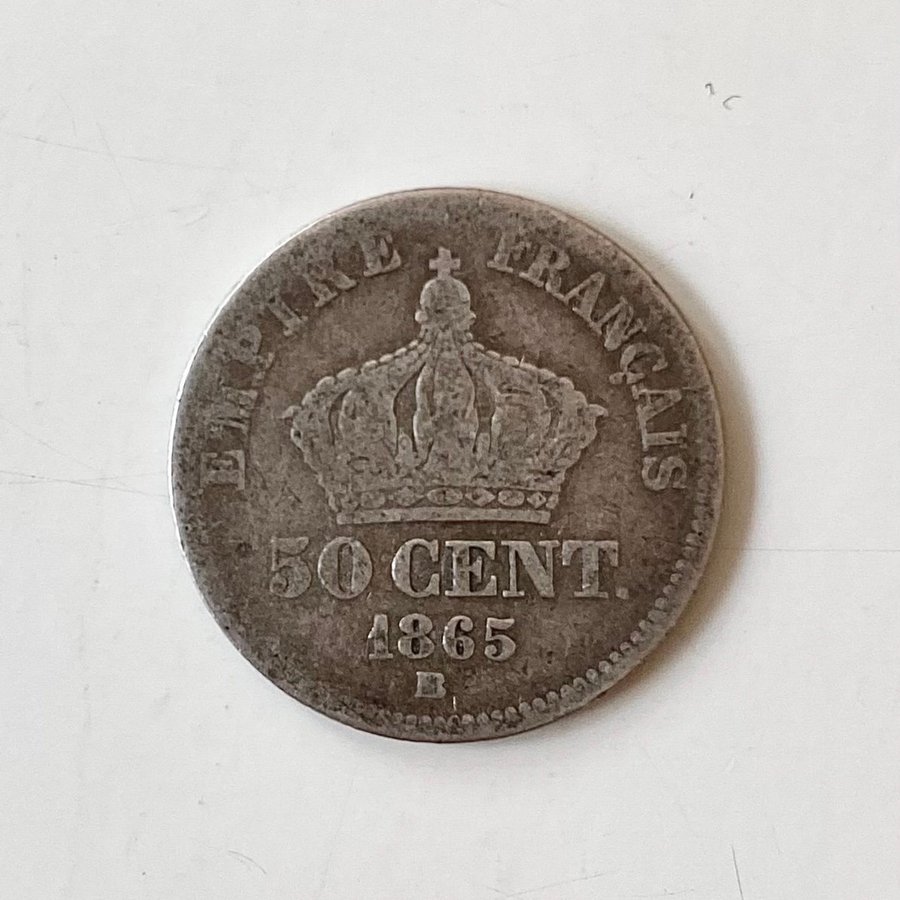 EMPIRE FRANÇAIS
50 CENT.
1865